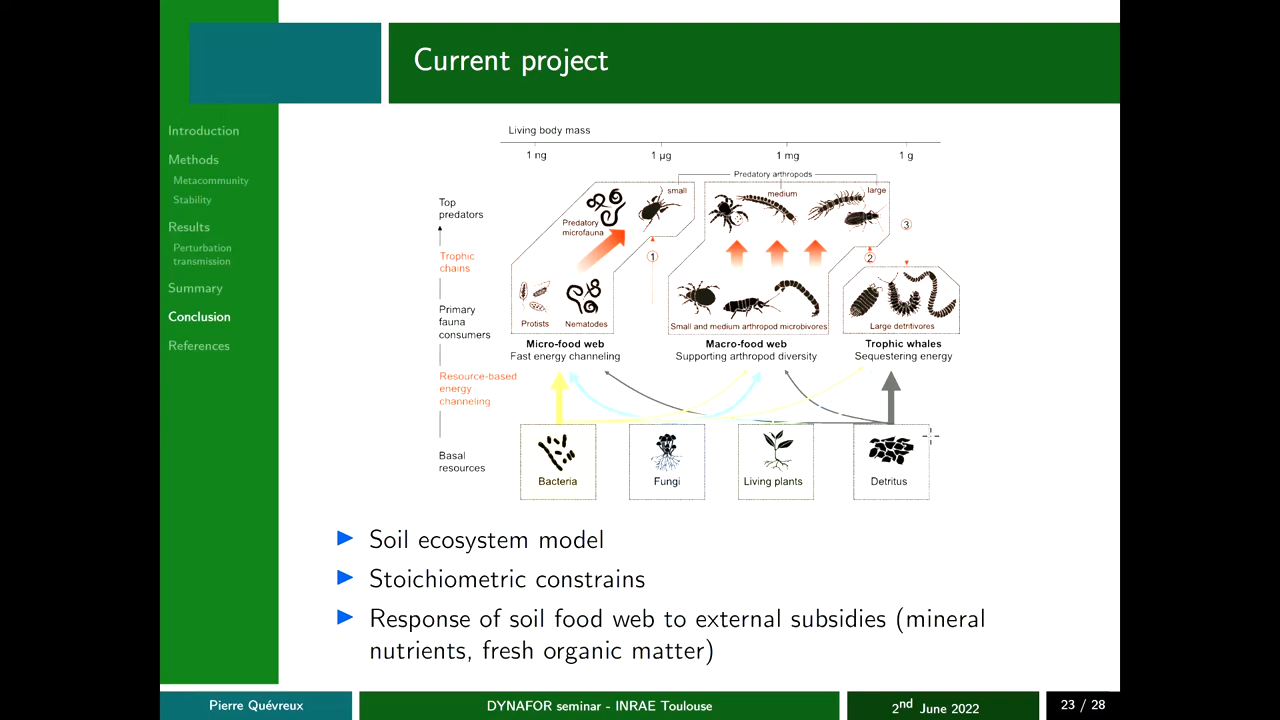 Current project
Introduction
Methods
Metacommunity
Stability
Results
Perturbation
transmission
Summary
Conclusion
References
Living body mass
1 ng
1 µg
1 mg
1 g
Predatory arthropods
small
medium
large
Top
predators
Predatory
microfauna
Trophic
chains
1
2
3
Primary
fauna
consumers
Protists
Nematodes
Small and medium arthropod microbivores
Large detritivores
Micro-food web
Fast energy channeling
Macro-food web
Supporting arthropod diversity
Trophic whales
Sequestering energy
Resource-based
energy
channeling
Basal
resources
Bacteria
Fungi
Living plants
Detritus
Soil ecosystem model
Stoichiometric constrains
Response of soil food web to external subsidies (mineral
nutrients, fresh organic matter)
Pierre Quévreux
DYNAFOR seminar - INRAE Toulouse
2nd June 2022
23 / 28